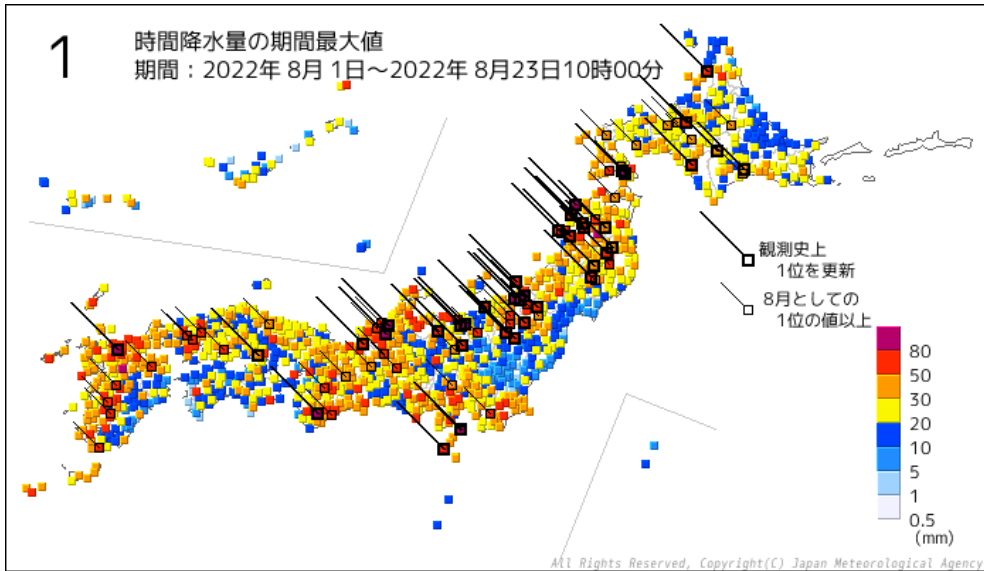 1
時間降水量の期間最大値
期間：2022年 8月 1日～2022年 8月23日10時00分
観測史上
1位を更新
8月としての
1位の値以上
80
50
30
20
10
5
1
0.5
(mm)
All Rights Reserved, Copyright(C) Japan Meteorological Agency